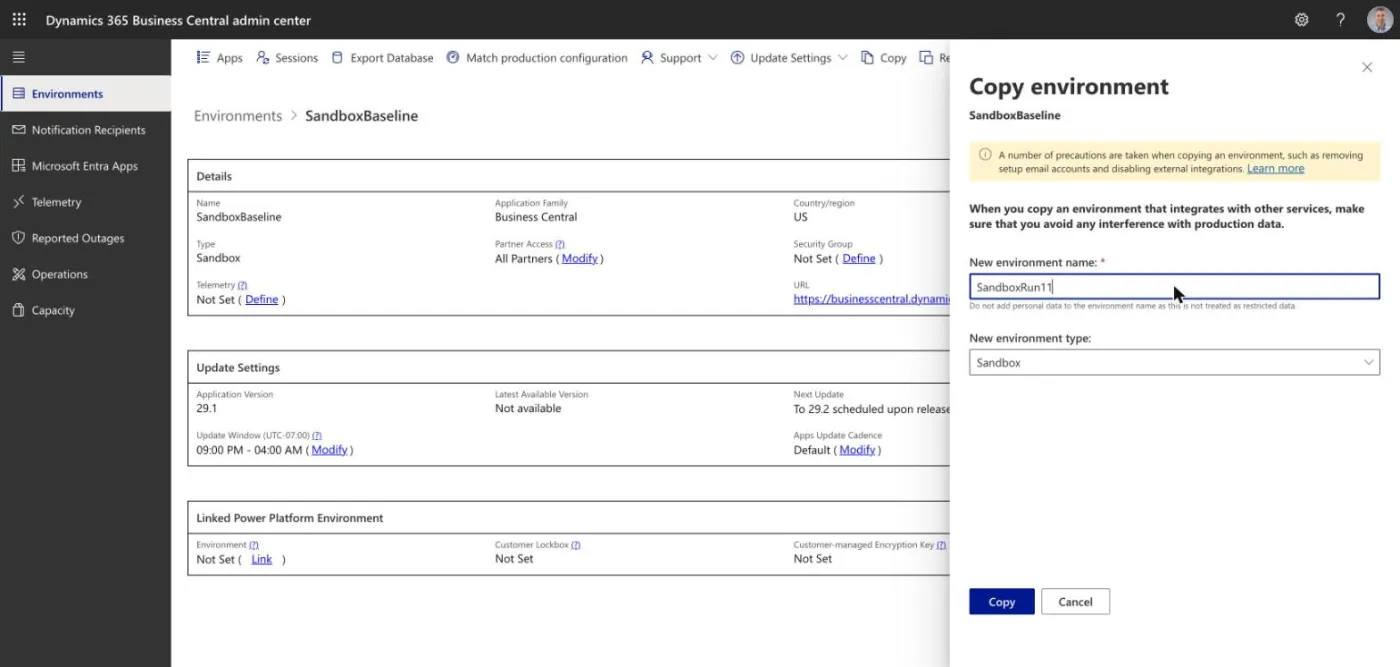 Dynamics 365 Business Central admin center
?
Environments
Notification Recipients
Microsoft Entra Apps
Telemetry
Reported Outages
Operations
Capacity
Apps Sessions Export Database Match production configuration Support Update Settings Copy Re
Environments > SandboxBaseline
Details
Name Application Family Country/region
SandboxBaseline Business Central US
Type Partner Access (?) Security Group
Sandbox All Partners ( Modify ) Not Set ( Define )
Telemetry (?) URL
Not Set ( Define ) https://businesscentral.dynami
Update Settings
Application Version Latest Available Version Next Update
29.1 Not available To 29.2 scheduled upon release
Update Window (UTC-07:00) (?) Apps Update Cadence
09:00 PM - 04:00 AM ( Modify ) Default ( Modify )
Linked Power Platform Environment
Environment (?) Customer Lockbox (?) Customer-managed Encryption Key (?)
Not Set ( Link ) Not Set Not Set
Copy environment
SandboxBaseline
A number of precautions are taken when copying an environment, such as removing
setup email accounts and disabling external integrations. Learn more
When you copy an environment that integrates with other services, make
sure that you avoid any interference with production data.
New environment name: *
SandboxRun11
Do not add personal data to the environment name as this is not treated as restricted data.
New environment type:
Sandbox
Copy Cancel